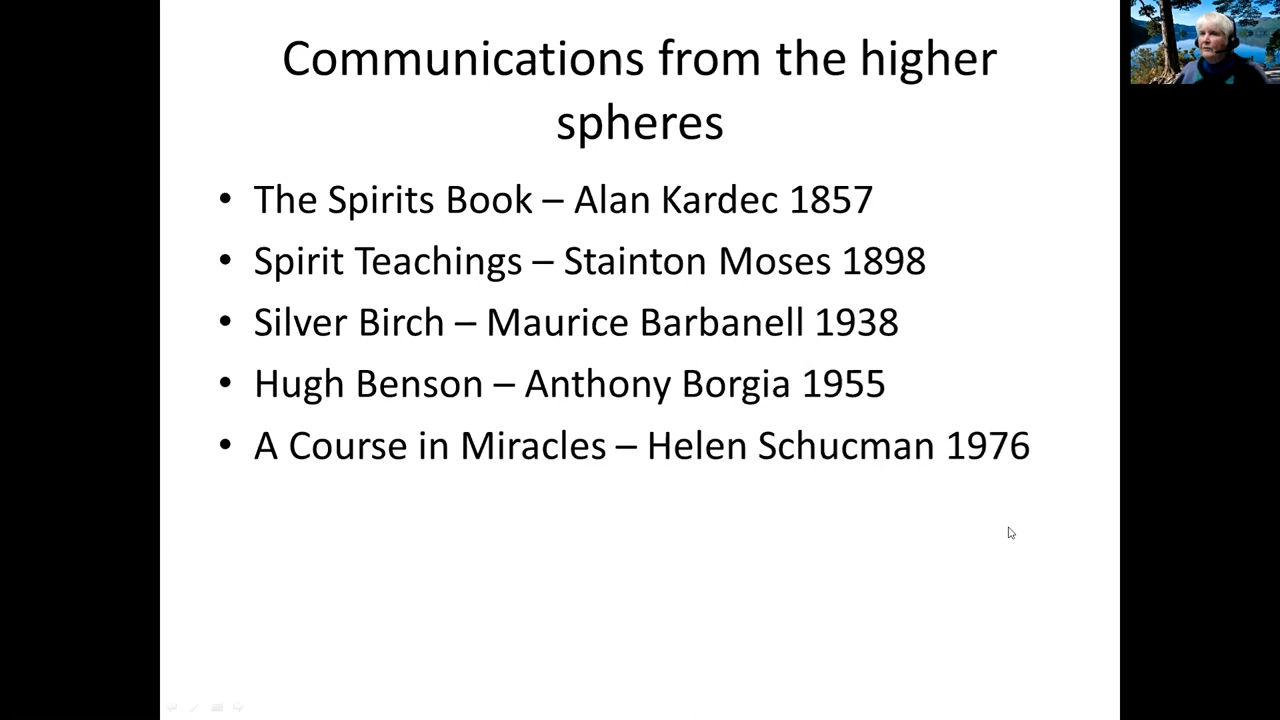 Communications from the higher
spheres
• The Spirits Book – Alan Kardec 1857
• Spirit Teachings – Stainton Moses 1898
• Silver Birch – Maurice Barbanell 1938
• Hugh Benson – Anthony Borgia 1955
• A Course in Miracles – Helen Schucman 1976